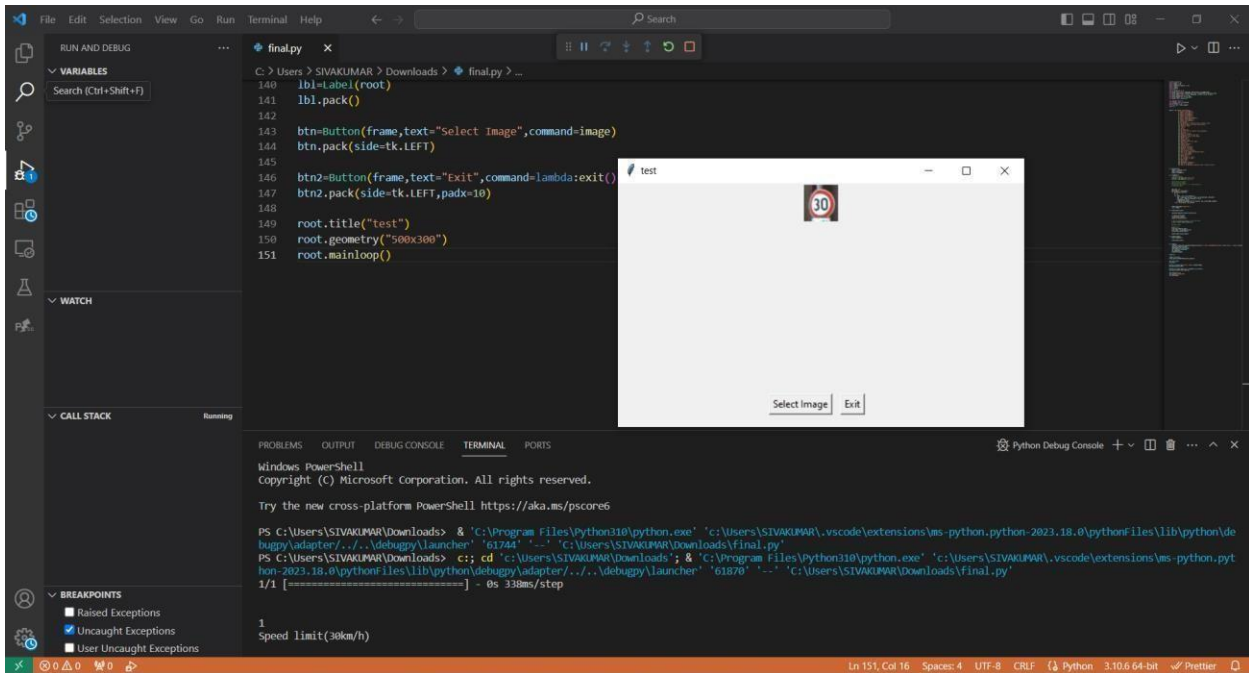 File Edit Selection View Go Run Terminal Help
Search
RUN AND DEBUG
final.py
VARIABLES
Search (Ctrl+Shift+F)
C: > Users > SIVAKUMAR > Downloads > final.py > ...
140 lbl=Label(root)
141 lbl.pack()
142
143 btn=Button(frame,text="Select Image",command=image)
144 btn.pack(side=tk.LEFT)
145
146 btn2=Button(frame,text="Exit",command=lambda:exit()
147 btn2.pack(side=tk.LEFT,padx=10)
148
149 root.title("test")
150 root.geometry("500x300")
151 root.mainloop()
test
30
Select Image Exit
WATCH
CALL STACK Running
PROBLEMS OUTPUT DEBUG CONSOLE TERMINAL PORTS
Python Debug Console
Windows PowerShell
Copyright (C) Microsoft Corporation. All rights reserved.
Try the new cross-platform PowerShell https://aka.ms/pscore6
PS C:\Users\SIVAKUMAR\Downloads> & 'C:\Program Files\Python310\python.exe' 'c:\Users\SIVAKUMAR\.vscode\extensions\ms-python.python-2023.18.0\pythonFiles\lib\python\de
bugpy\adapter/../..\debugpy\launcher' '61744' '--' 'C:\Users\SIVAKUMAR\Downloads\final.py'
PS C:\Users\SIVAKUMAR\Downloads> c:; cd 'c:\Users\SIVAKUMAR\Downloads'; & 'C:\Program Files\Python310\python.exe' 'c:\Users\SIVAKUMAR\.vscode\extensions\ms-python.pyt
hon-2023.18.0\pythonFiles\lib\python\debugpy\adapter/../..\debugpy\launcher' '61870' '--' 'C:\Users\SIVAKUMAR\Downloads\final.py'
1/1 [==============================] - 0s 338ms/step
1
Speed limit(30km/h)
BREAKPOINTS
Raised Exceptions
Uncaught Exceptions
User Uncaught Exceptions
0 0 0 Ln 151, Col 16 Spaces: 4 UTF-8 CRLF Python 3.10.6 64-bit Prettier